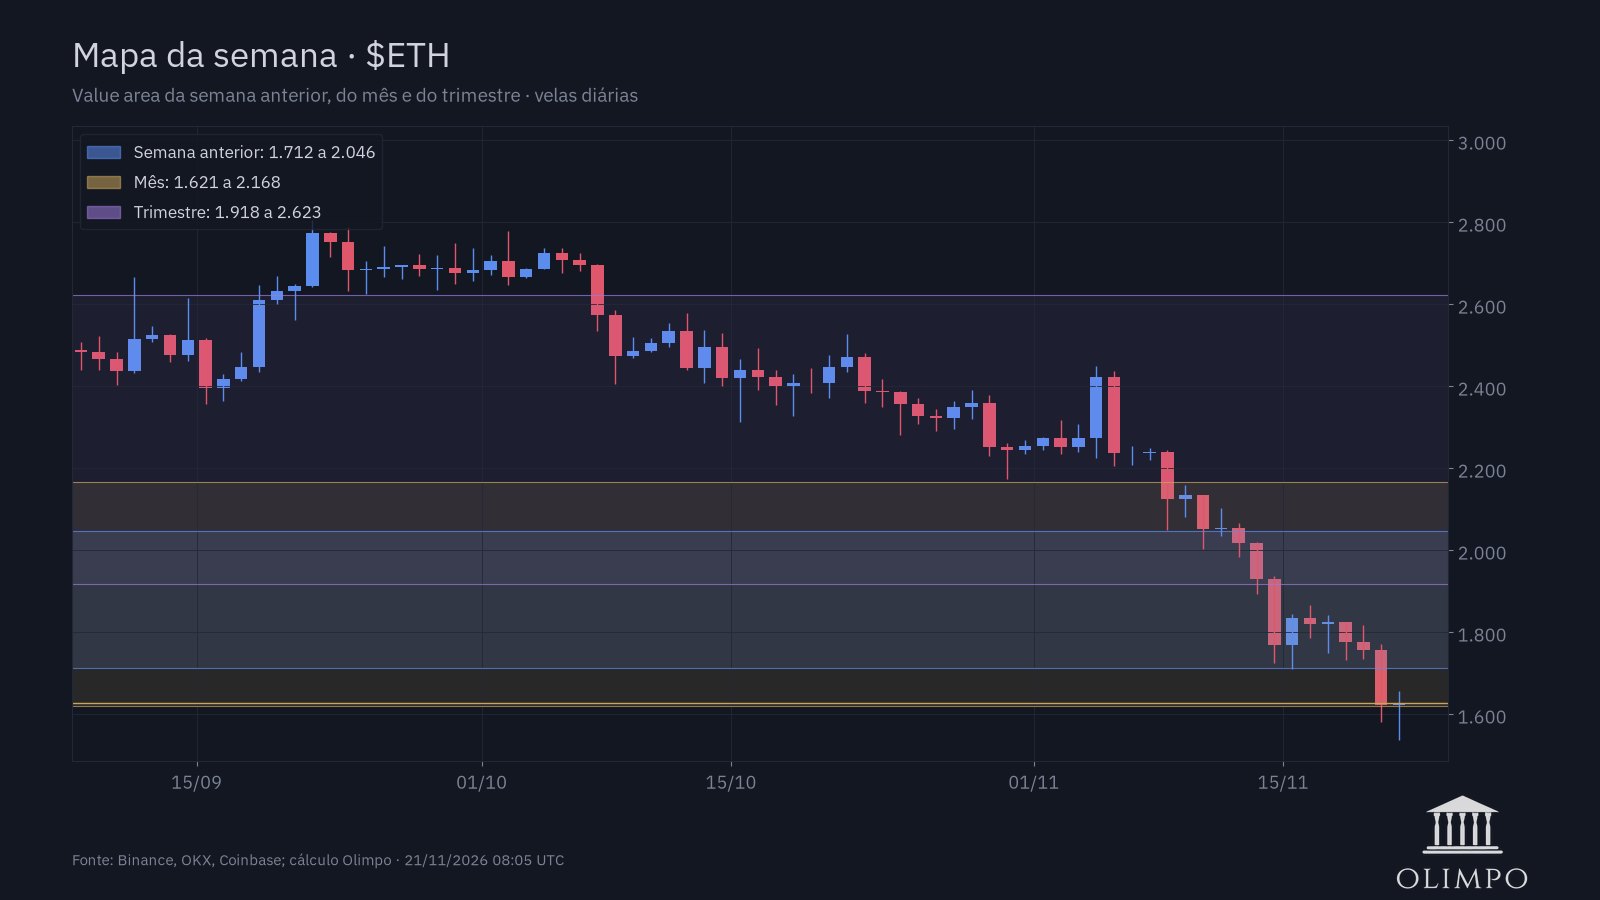 Mapa da semana · $ETH
Value area da semana anterior, do mês e do trimestre · velas diárias
Semana anterior: 1.712 a 2.046
Mês: 1.621 a 2.168
Trimestre: 1.918 a 2.623
3.000
2.800
2.600
2.400
2.200
2.000
1.800
1.600
15/09
01/10
15/10
01/11
15/11
Fonte: Binance, OKX, Coinbase; cálculo Olimpo · 21/11/2026 08:05 UTC
OLIMPO